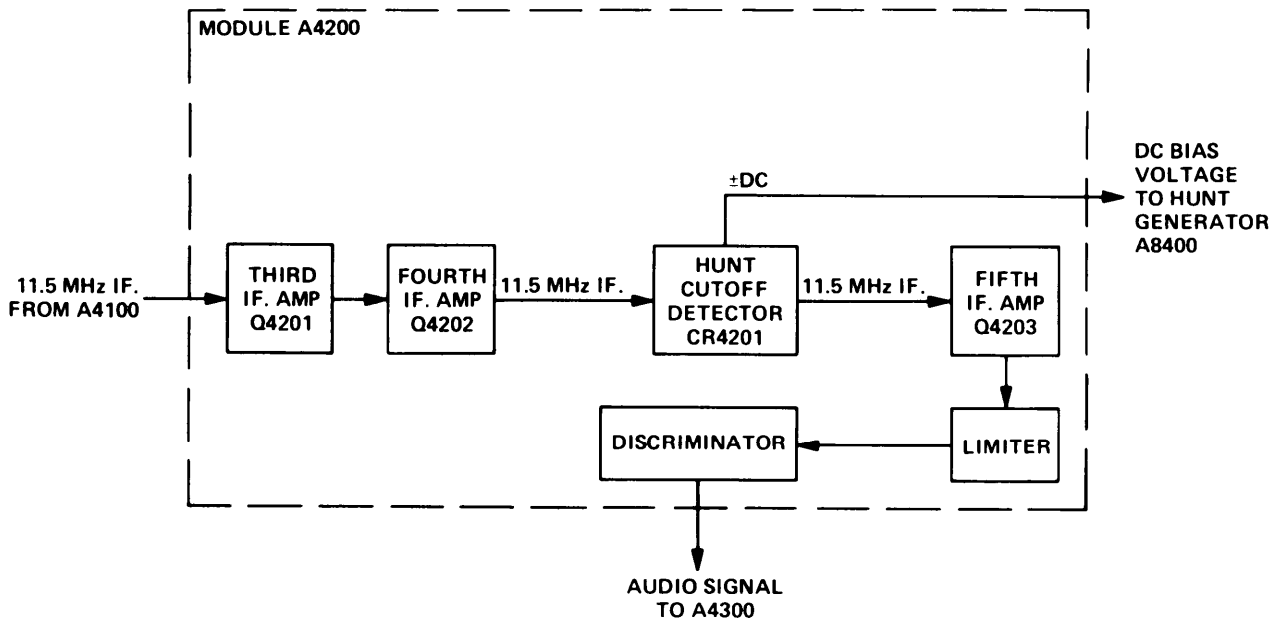 MODULE A4200
DC BIAS
VOLTAGE
TO HUNT
GENERATOR
A8400
±DC
11.5 MHz IF.
FROM A4100
THIRD
IF. AMP
Q4201
FOURTH
IF. AMP
Q4202
11.5 MHz IF.
HUNT
CUTOFF
DETECTOR
CR4201
11.5 MHz IF.
FIFTH
IF. AMP
Q4203
DISCRIMINATOR
LIMITER
AUDIO SIGNAL
TO A4300